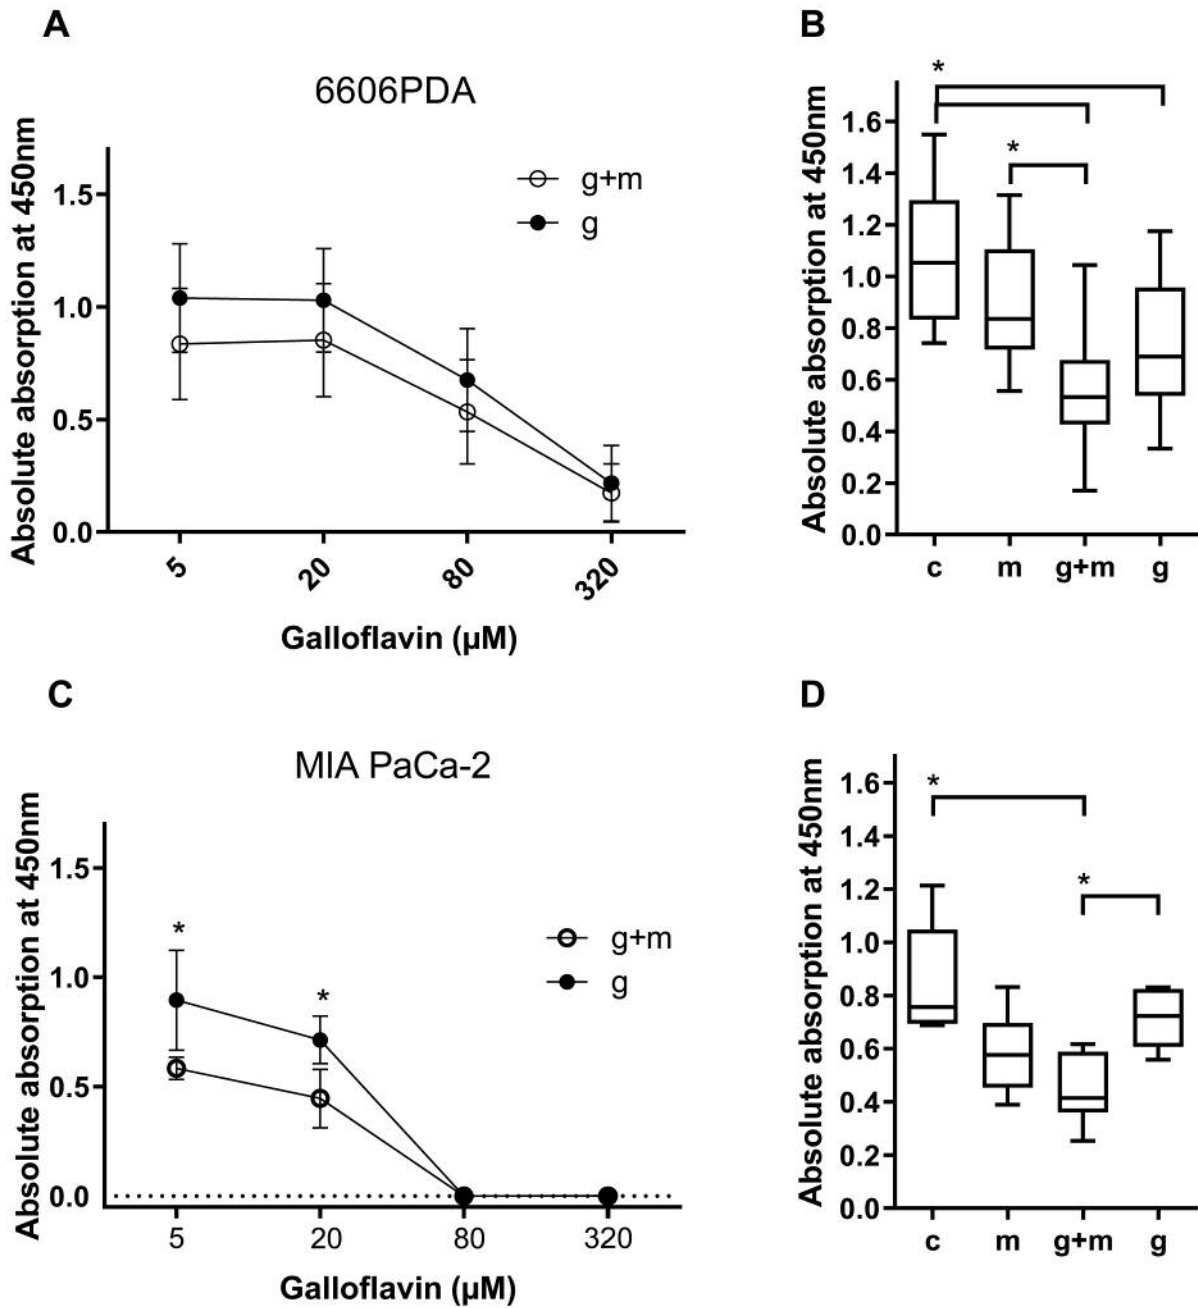 A
6606PDA
Absolute absorption at 450nm
1.5
1.0
0.5
0.0
g+m
g
5
20
80
320
Galloflavin (µM)
B
Absolute absorption at 450nm
1.6
1.4
1.2
1.0
0.8
0.6
0.4
0.2
0.0
*
*
c
m
g+m
g
C
MIA PaCa-2
Absolute absorption at 450nm
1.5
1.0
0.5
0.0
*
*
g+m
g
5
20
80
320
Galloflavin (µM)
D
Absolute absorption at 450nm
1.6
1.4
1.2
1.0
0.8
0.6
0.4
0.2
0.0
*
*
c
m
g+m
g